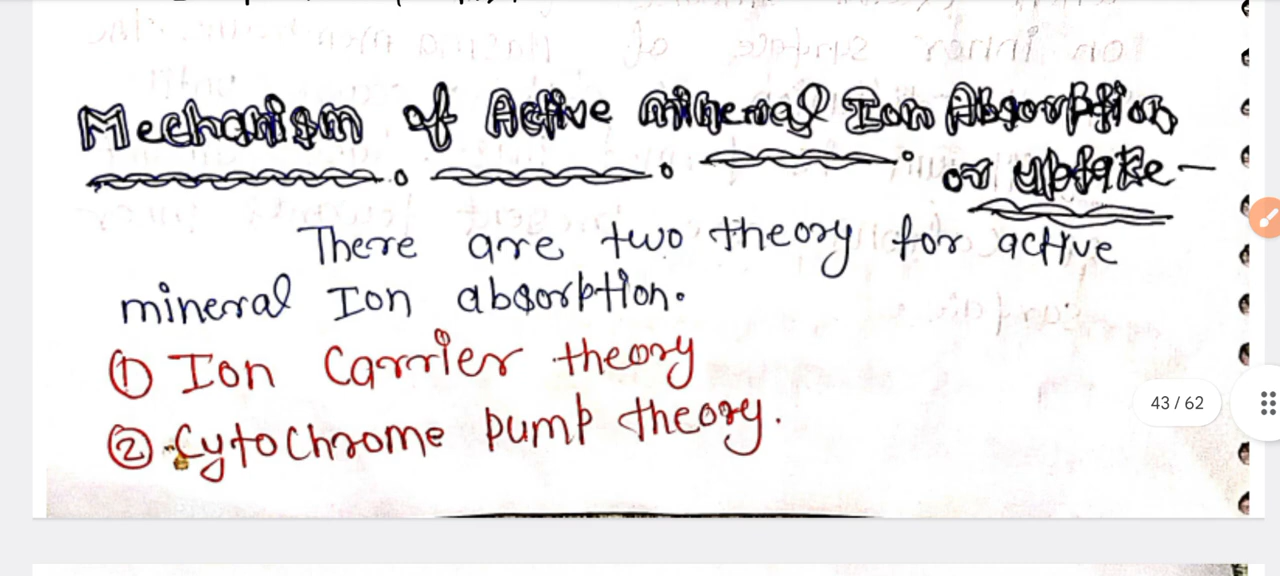 Mechanism of Active Mineral Ion Absorption
or uptake -
There are two theory for active
mineral Ion absorption.
① Ion Carrier theory
② Cytochrome pump theory.
43 / 62